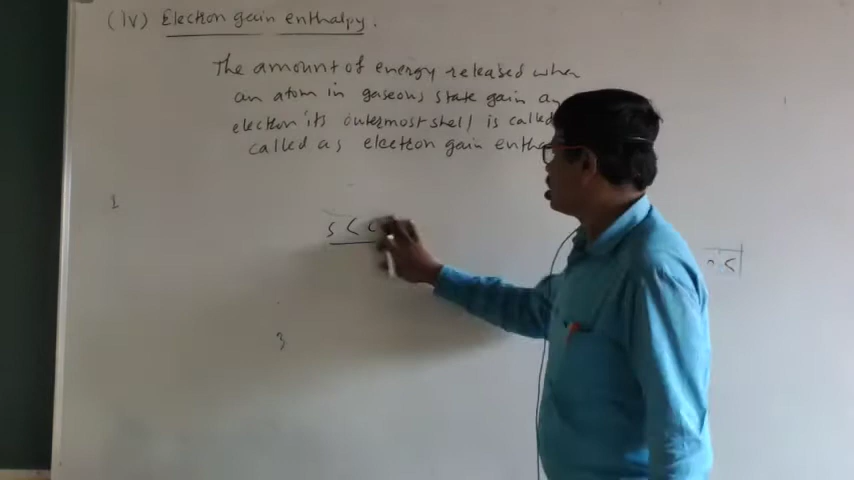 (iv) Electron gain enthalpy.
The amount of energy released when
an atom in gaseous state gain an
electron its outermost shell is called
called as electron gain
1
s <
<
3